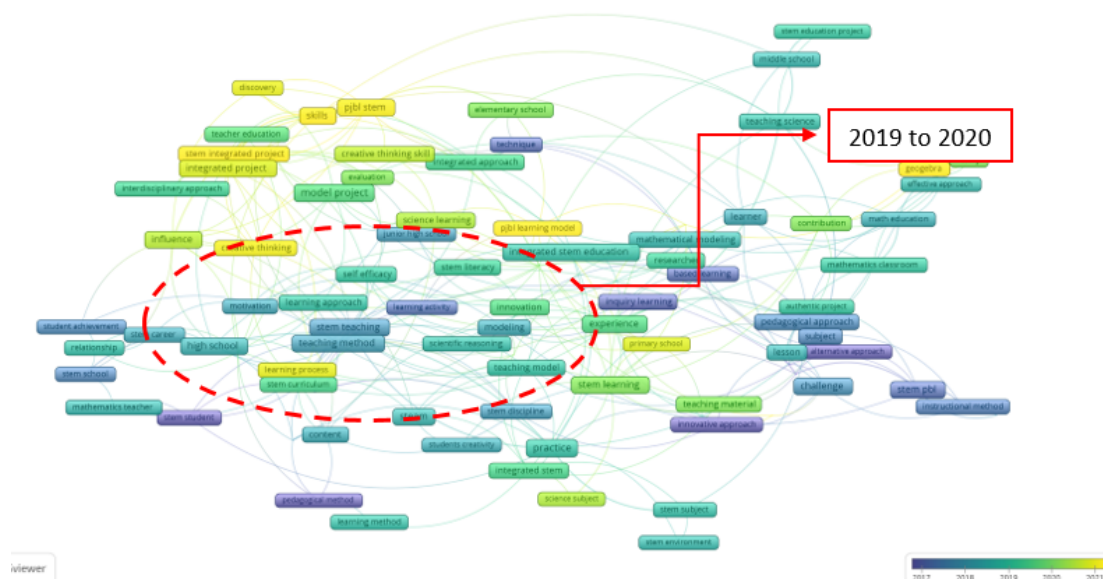 stem education project
middle school
discovery
pjbl stem
skills
elementary school
teaching science
teacher education
2019 to 2020
technique
stem integrated project
creative thinking skill
integrated approach
integrated project
geogebra
evaluation
effective approach
interdisciplinary approach
model project
science learning
learner
math education
contribution
pjbl learning model
junior high school
influence
mathematical modeling
creative thinking
integrated stem education
researcher
mathematics classroom
stem literacy
self efficacy
based learning
inquiry learning
motivation
learning approach
learning activity
innovation
authentic project
student achievement
stem teaching
modeling
experience
pedagogical approach
stem career
subject
relationship
high school
teaching method
scientific reasoning
primary school
lesson
alternative approach
teaching model
learning process
stem school
stem curriculum
stem learning
challenge
stem pbl
mathematics teacher
teaching material
instructional method
stem student
steam
stem discipline
innovative approach
content
students creativity
practice
integrated stem
pedagogical method
science subject
stem subject
learning method
stem environment
viewer
2017 2018 2019 2020 2021